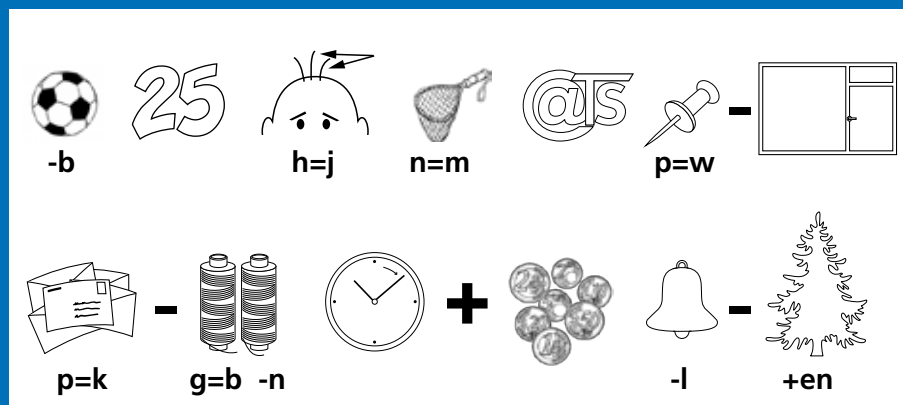 25 @TS
-b h=j n=m p=w -
- +  -
p=k g=b -n -l +en